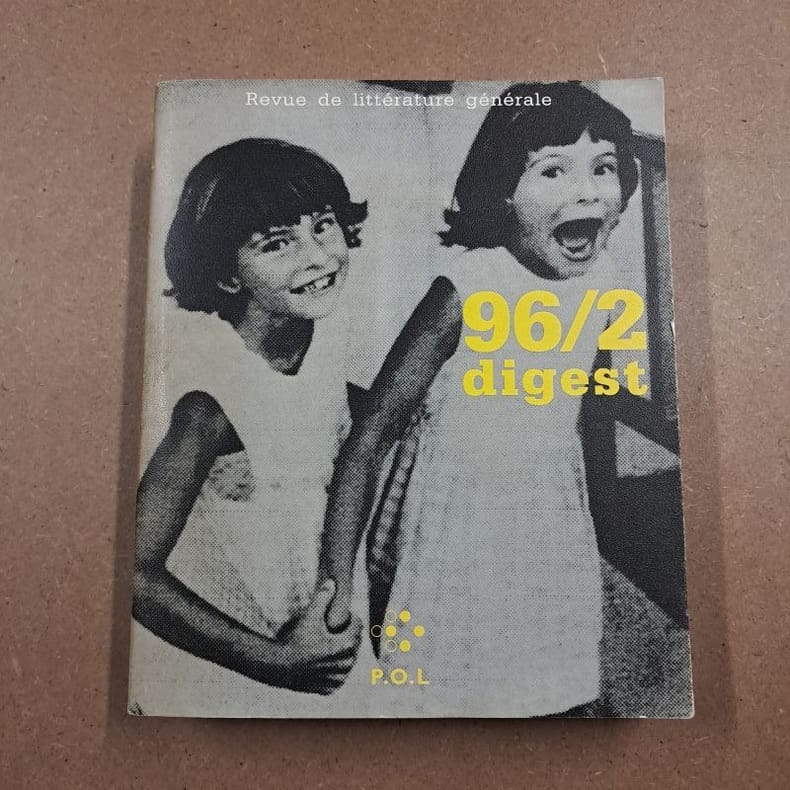 Revue de littérature générale
96/2
digest
P.O.L